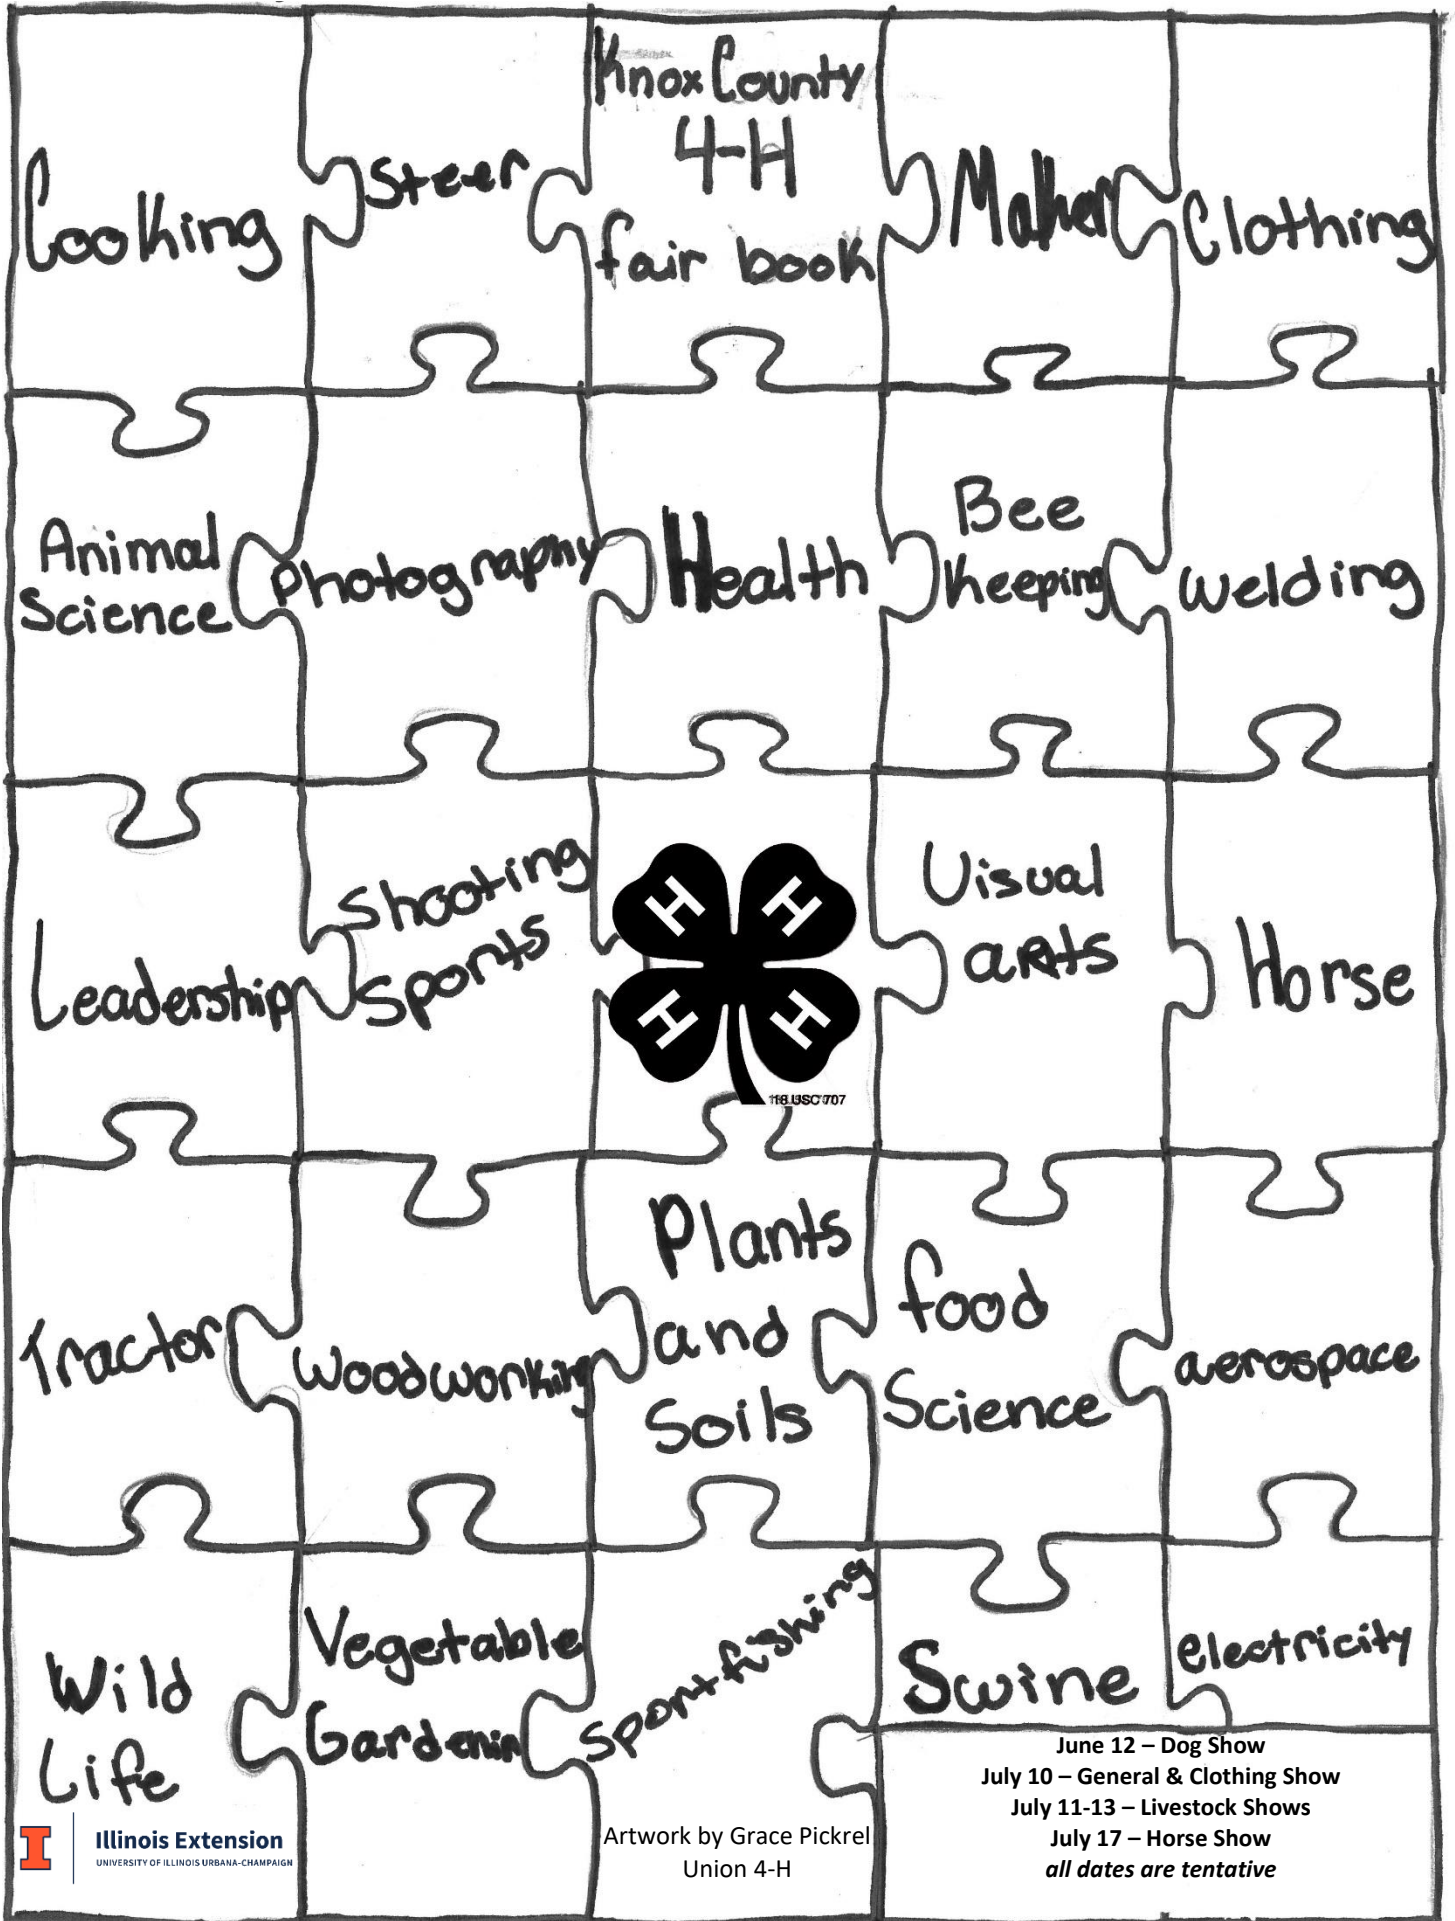 Knox County
4-H
fair book
Cooking
Steer
Maker
Clothing
Animal
Science
Photography
Health
Bee
Keeping
Welding
Leadership
Shooting
Sports
H H
H H
18 USC 707
Visual
aRts
Horse
Tractor
Woodworking
Plants
and
Soils
food
Science
aerospace
Wild
Life
Vegetable
Gardenin
Sportfishing
Swine
electricity
June 12 – Dog Show
July 10 – General & Clothing Show
July 11-13 – Livestock Shows
July 17 – Horse Show
all dates are tentative
Artwork by Grace Pickrel
Union 4-H
I
Illinois Extension
UNIVERSITY OF ILLINOIS URBANA-CHAMPAIGN